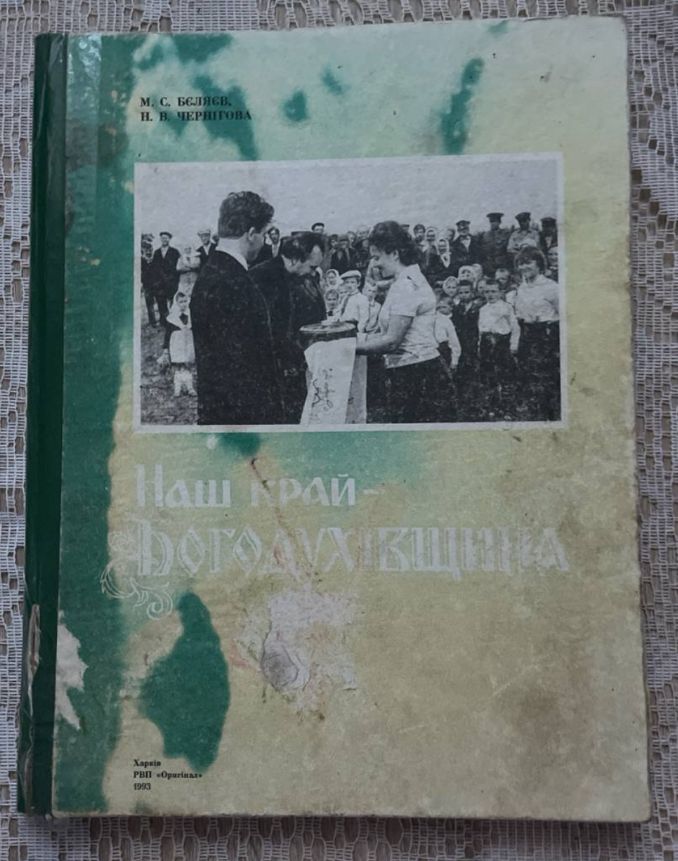 М. С. БЄЛЯЄВ,
Н. В. ЧЕРНІГОВА
НАШ КРАЙ –
БОГОДУХІВЩИНА
Харків
РВП «Оригінал»
1993